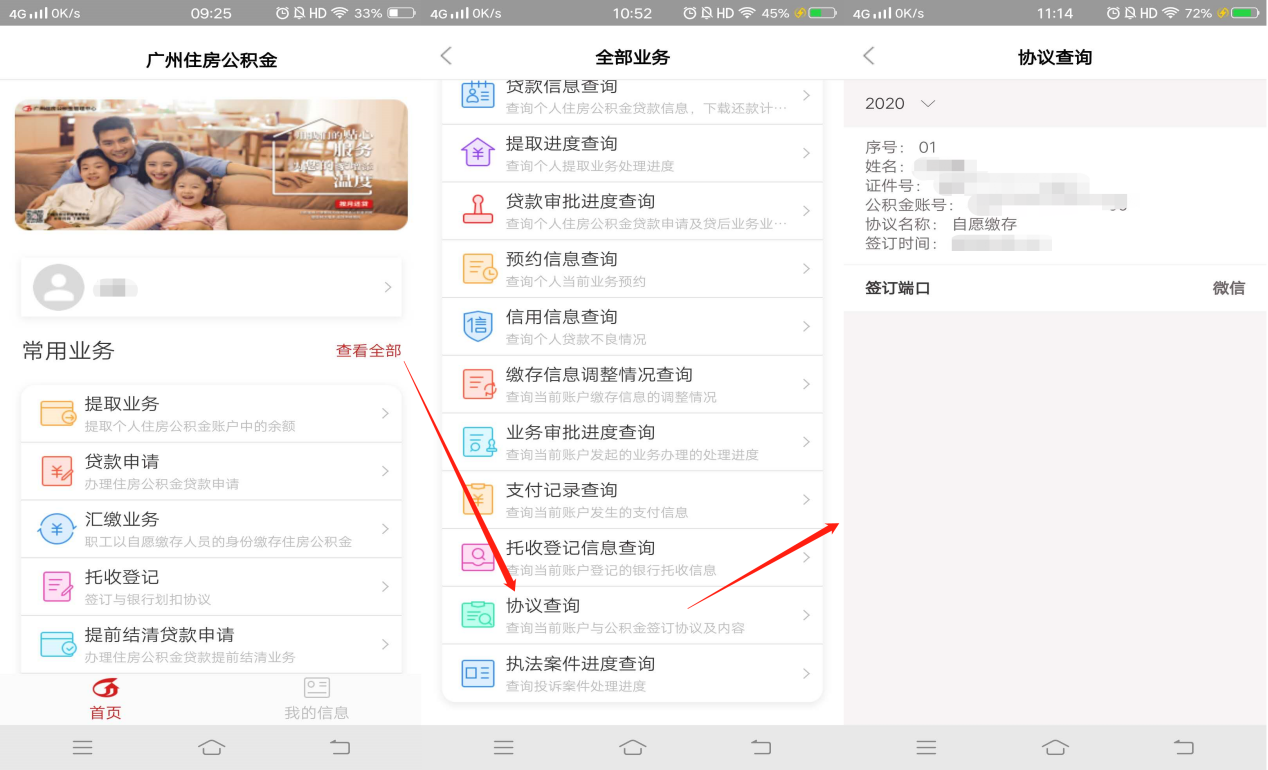 4G 0K/s 09:25 HD 33%
广州住房公积金
服务
温度
常用业务 查看全部
提取业务
提取个人住房公积金账户中的余额
贷款申请
办理住房公积金贷款申请
汇缴业务
职工以自愿缴存人员的身份缴存住房公积金
托收登记
签订与银行划扣协议
提前结清贷款申请
办理住房公积金贷款提前结清业务
首页 我的信息
4G 0K/s 10:52 HD 45%
全部业务
贷款信息查询
查询个人住房公积金贷款信息、下载还款计···
提取进度查询
查询个人提取业务处理进度
贷款审批进度查询
查询个人住房公积金贷款申请及贷后业务业···
预约信息查询
查询个人当前业务预约
信
信用信息查询
查询个人贷款不良情况
缴存信息调整情况查询
查询当前账户缴存信息的调整情况
业务审批进度查询
查询当前账户发起的业务办理的处理进度
支付记录查询
查询当前账户发生的支付信息
托收登记信息查询
查询当前账户登记的银行托收信息
协议查询
查询当前账户与公积金签订协议及内容
执法案件进度查询
查询投诉案件处理进度
4G 0K/s 11:14 HD 72%
协议查询
2020
序号: 01
姓名:
证件号:
公积金账号:
协议名称: 自愿缴存
签订时间:
签订端口 微信